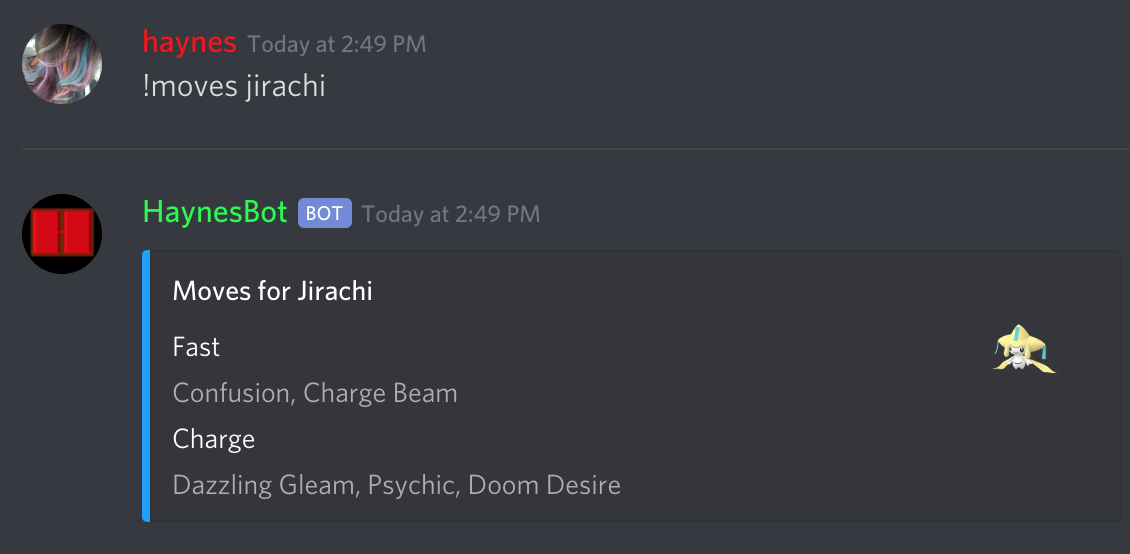 haynes Today at 2:49 PM
!moves jirachi
HaynesBot BOT Today at 2:49 PM
Moves for Jirachi
Fast
Confusion, Charge Beam
Charge
Dazzling Gleam, Psychic, Doom Desire